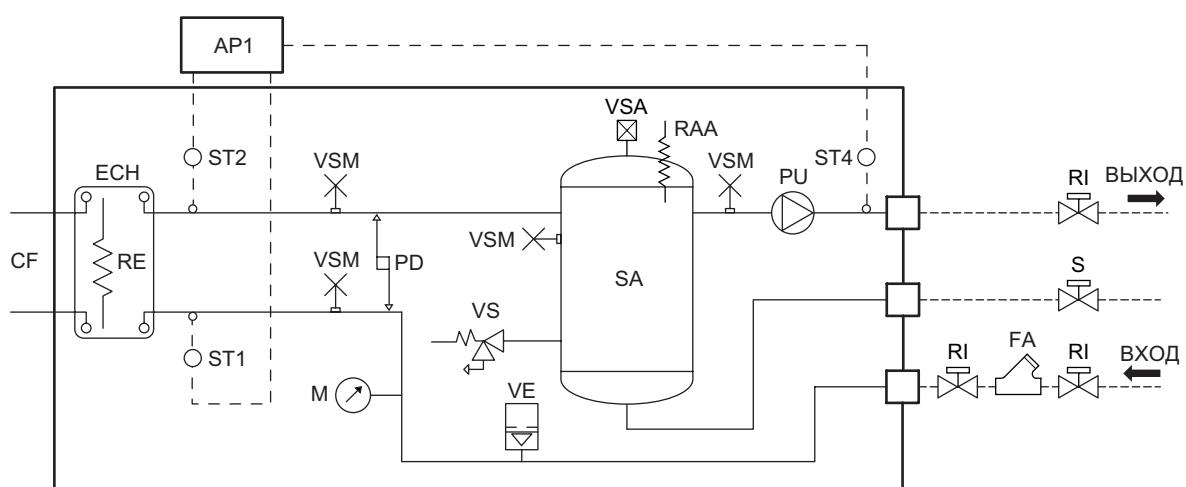 AP1
VSA
RAA
ECH
ST2
VSM
VSM
ST4
PU
RI
ВЫХОД
VSM
CF
RE
VSM
PD
SA
S
VS
ST1
FA
RI
RI
ВХОД
M
VE